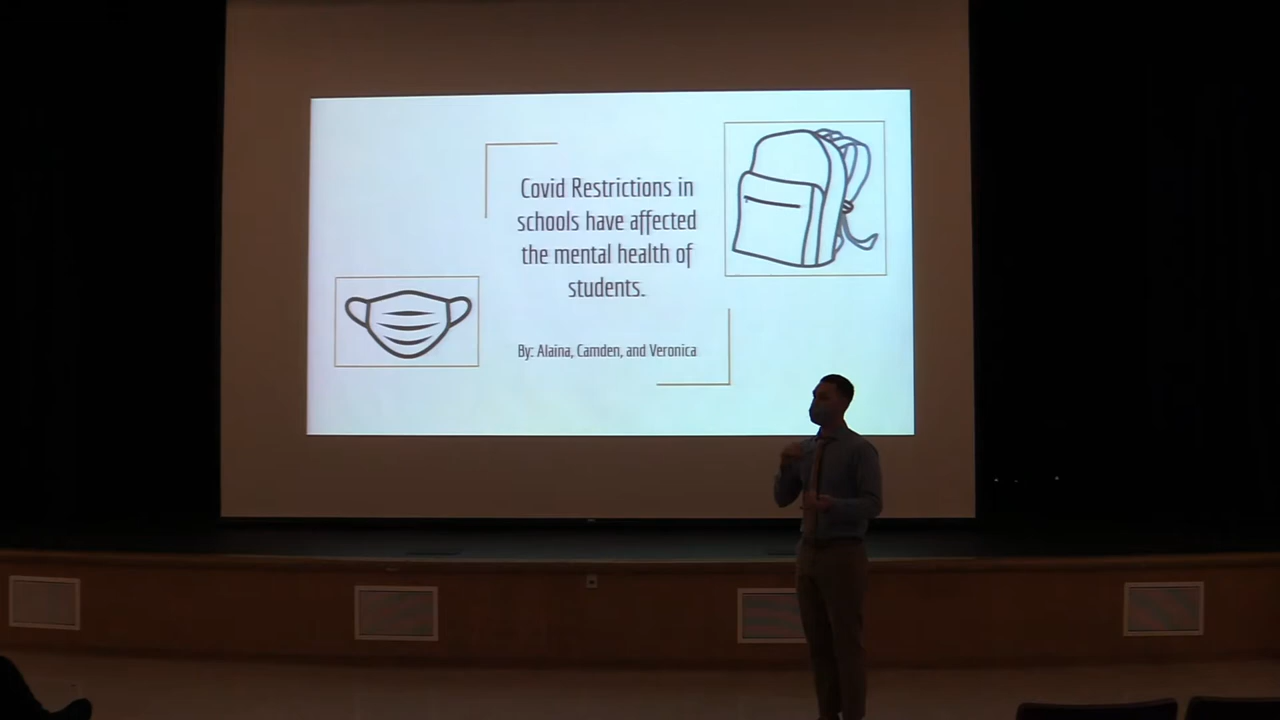 Covid Restrictions in
schools have affected
the mental health of
students.
By: Alaina, Camden, and Veronica